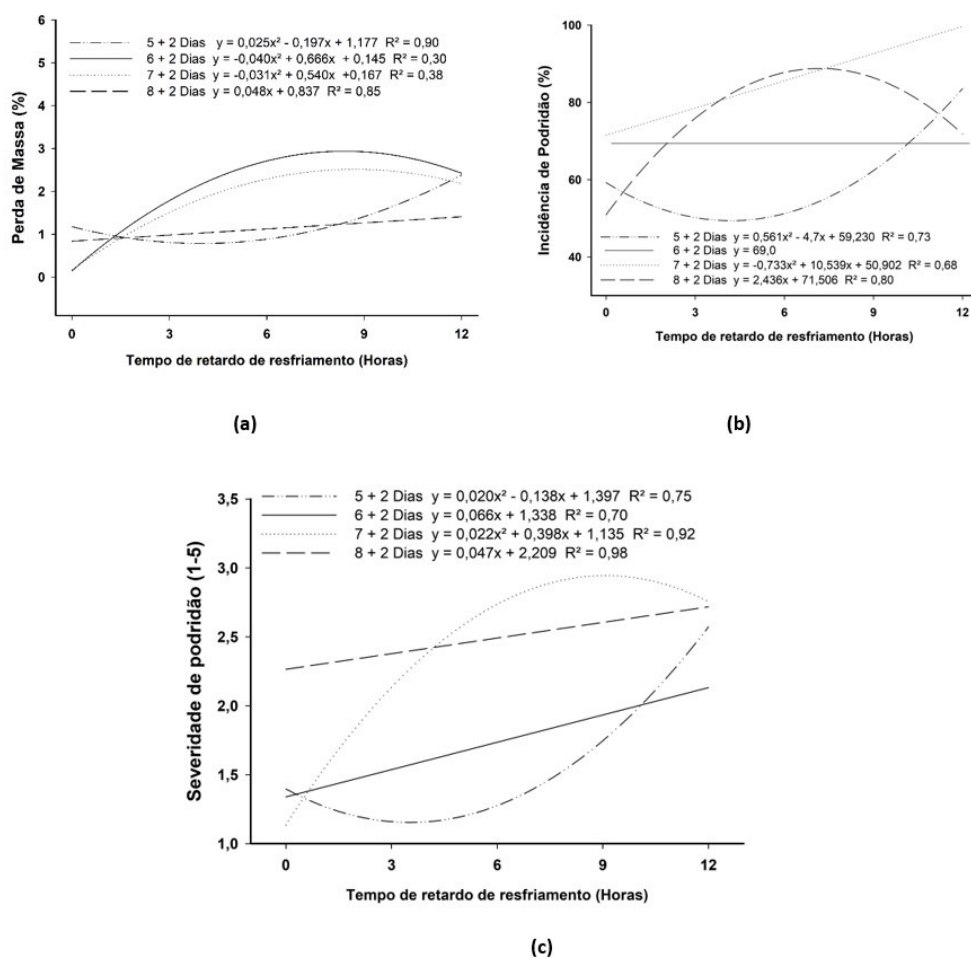 Perda de Massa (%)
6
5
4
3
2
1
0
5 + 2 Dias y = 0,025x² - 0,197x + 1,177 R² = 0,90
6 + 2 Dias y = -0,040x² + 0,666x + 0,145 R² = 0,30
7 + 2 Dias y = -0,031x² + 0,540x +0,167 R² = 0,38
8 + 2 Dias y = 0,048x + 0,837 R² = 0,85
0 3 6 9 12
Tempo de retardo de resfriamento (Horas)
(a)
Incidência de Podridão (%)
100
80
60
40
5 + 2 Dias y = 0,561x² - 4,7x + 59,230 R² = 0,73
6 + 2 Dias y = 69,0
7 + 2 Dias y = -0,733x² + 10,539x + 50,902 R² = 0,68
8 + 2 Dias y = 2,436x + 71,506 R² = 0,80
0 3 6 9 12
Tempo de retardo de resfriamento (Horas)
(b)
Severidade de podridão (1-5)
3,5
3,0
2,5
2,0
1,5
1,0
5 + 2 Dias y = 0,020x² - 0,138x + 1,397 R² = 0,75
6 + 2 Dias y = 0,066x + 1,338 R² = 0,70
7 + 2 Dias y = 0,022x² + 0,398x + 1,135 R² = 0,92
8 + 2 Dias y = 0,047x + 2,209 R² = 0,98
0 3 6 9 12
Tempo de retardo de resfriamento (Horas)
(c)